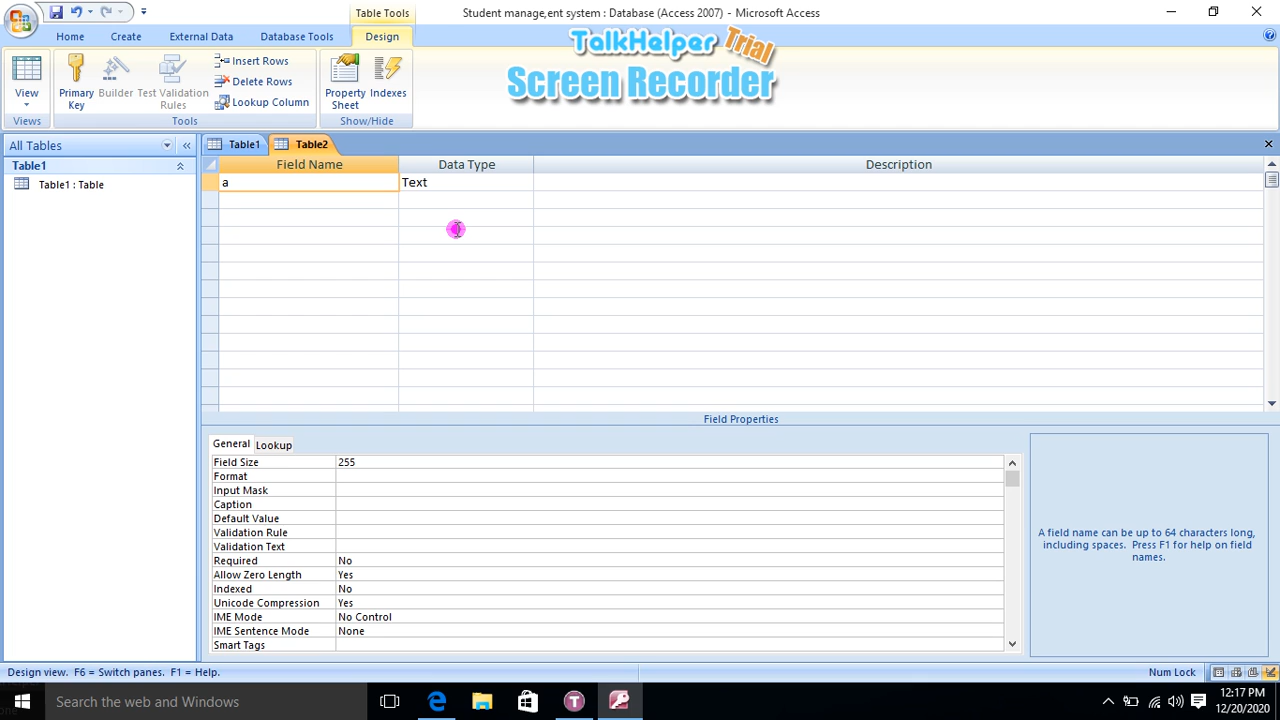 Table Tools
Student manage,ent system : Database (Access 2007) - Microsoft Access
Home Create External Data Database Tools Design
TalkHelper Trial
Screen Recorder
View
Primary Key
Builder
Test Validation Rules
Insert Rows
Delete Rows
Lookup Column
Property Sheet
Indexes
Views Tools Show/Hide
All Tables
Table1
Table1 : Table
Table1 Table2
Field Name Data Type Description
a Text
Field Properties
General Lookup
Field Size 255
Format
Input Mask
Caption
Default Value
Validation Rule
Validation Text
Required No
Allow Zero Length Yes
Indexed No
Unicode Compression Yes
IME Mode No Control
IME Sentence Mode None
Smart Tags
A field name can be up to 64 characters long,
including spaces. Press F1 for help on field
names.
Design view. F6 = Switch panes. F1 = Help.
Num Lock
Search the web and Windows
12:17 PM
12/20/2020